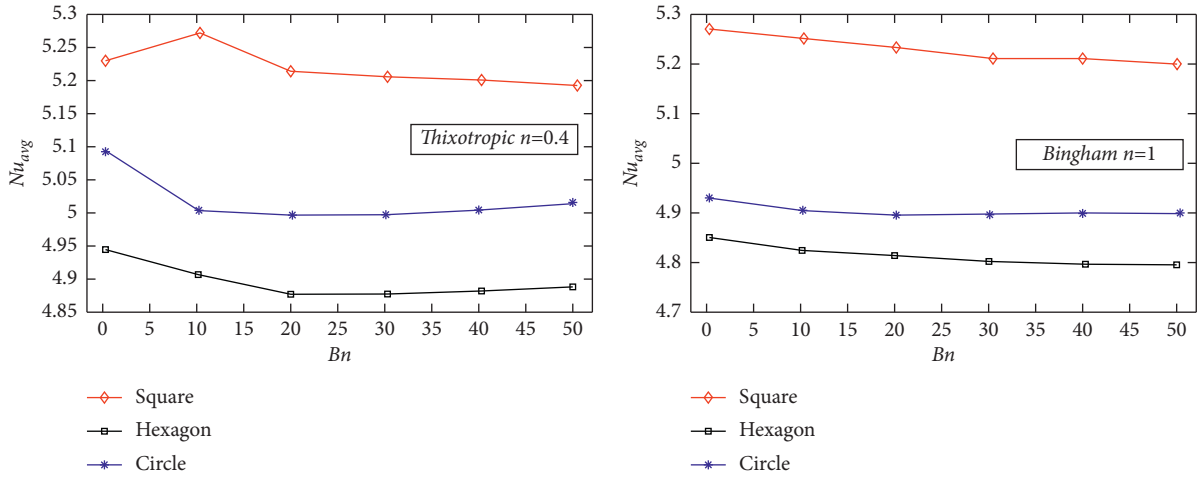 5.3
5.25
5.2
5.15
5.1
5.05
5
4.95
4.9
4.85
Nu_avg
Thixotropic n=0.4
0 5 10 15 20 25 30 35 40 45 50
Bn
Square
Hexagon
Circle
5.3
5.2
5.1
5
4.9
4.8
4.7
Nu_avg
Bingham n=1
0 5 10 15 20 25 30 35 40 45 50
Bn
Square
Hexagon
Circle